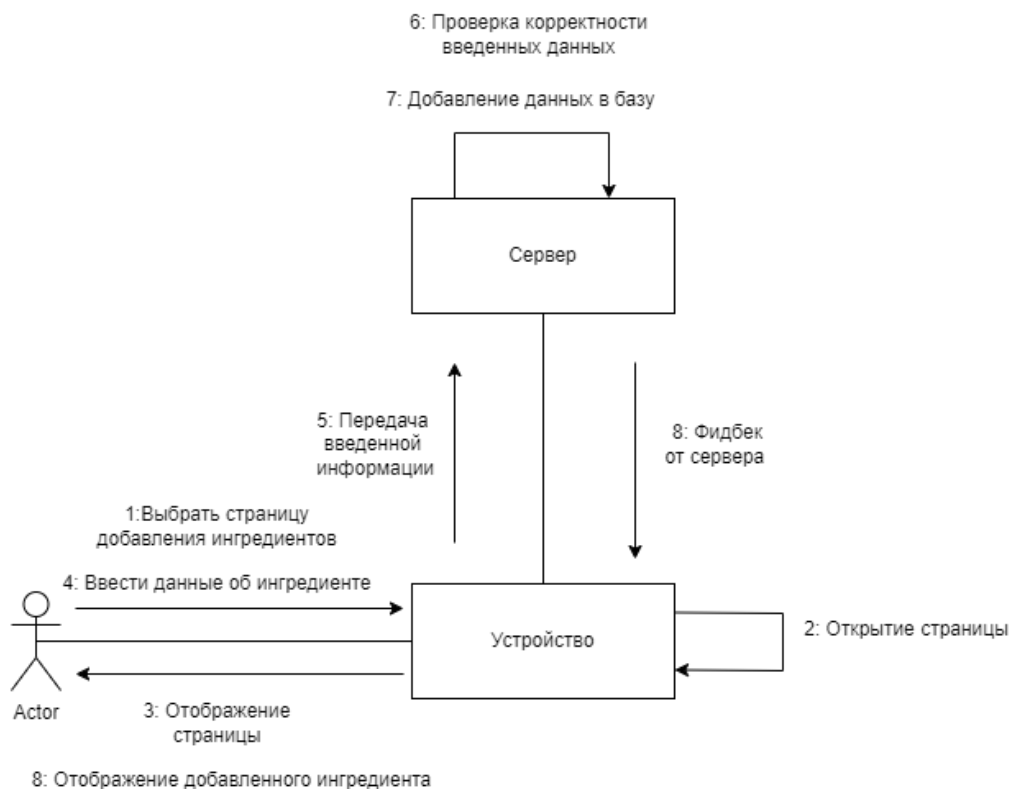 6: Проверка корректности
введенных данных
7: Добавление данных в базу
Сервер
5: Передача
введенной
информации
8: Фидбек
от сервера
1:Выбрать страницу
добавления ингредиентов
4: Ввести данные об ингредиенте
Устройство
2: Открытие страницы
Actor
3: Отображение
страницы
8: Отображение добавленного ингредиента